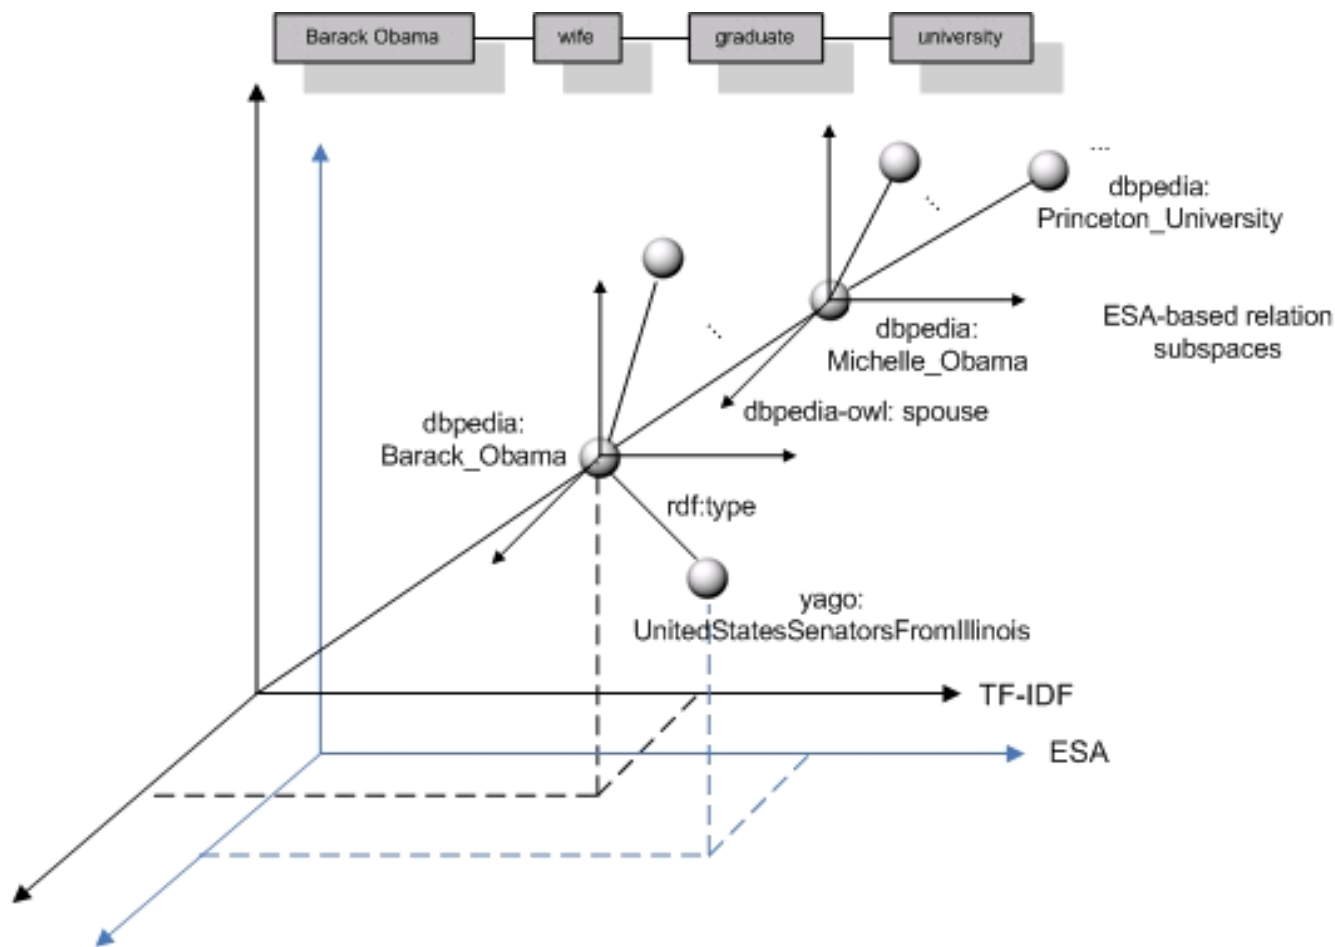 Barack Obama wife graduate university
...
dbpedia:
Princeton_University
...
ESA-based relation
subspaces
dbpedia:
Michelle_Obama
...
dbpedia-owl: spouse
dbpedia:
Barack_Obama
rdf:type
yago:
UnitedStatesSenatorsFromIllinois
TF-IDF
ESA